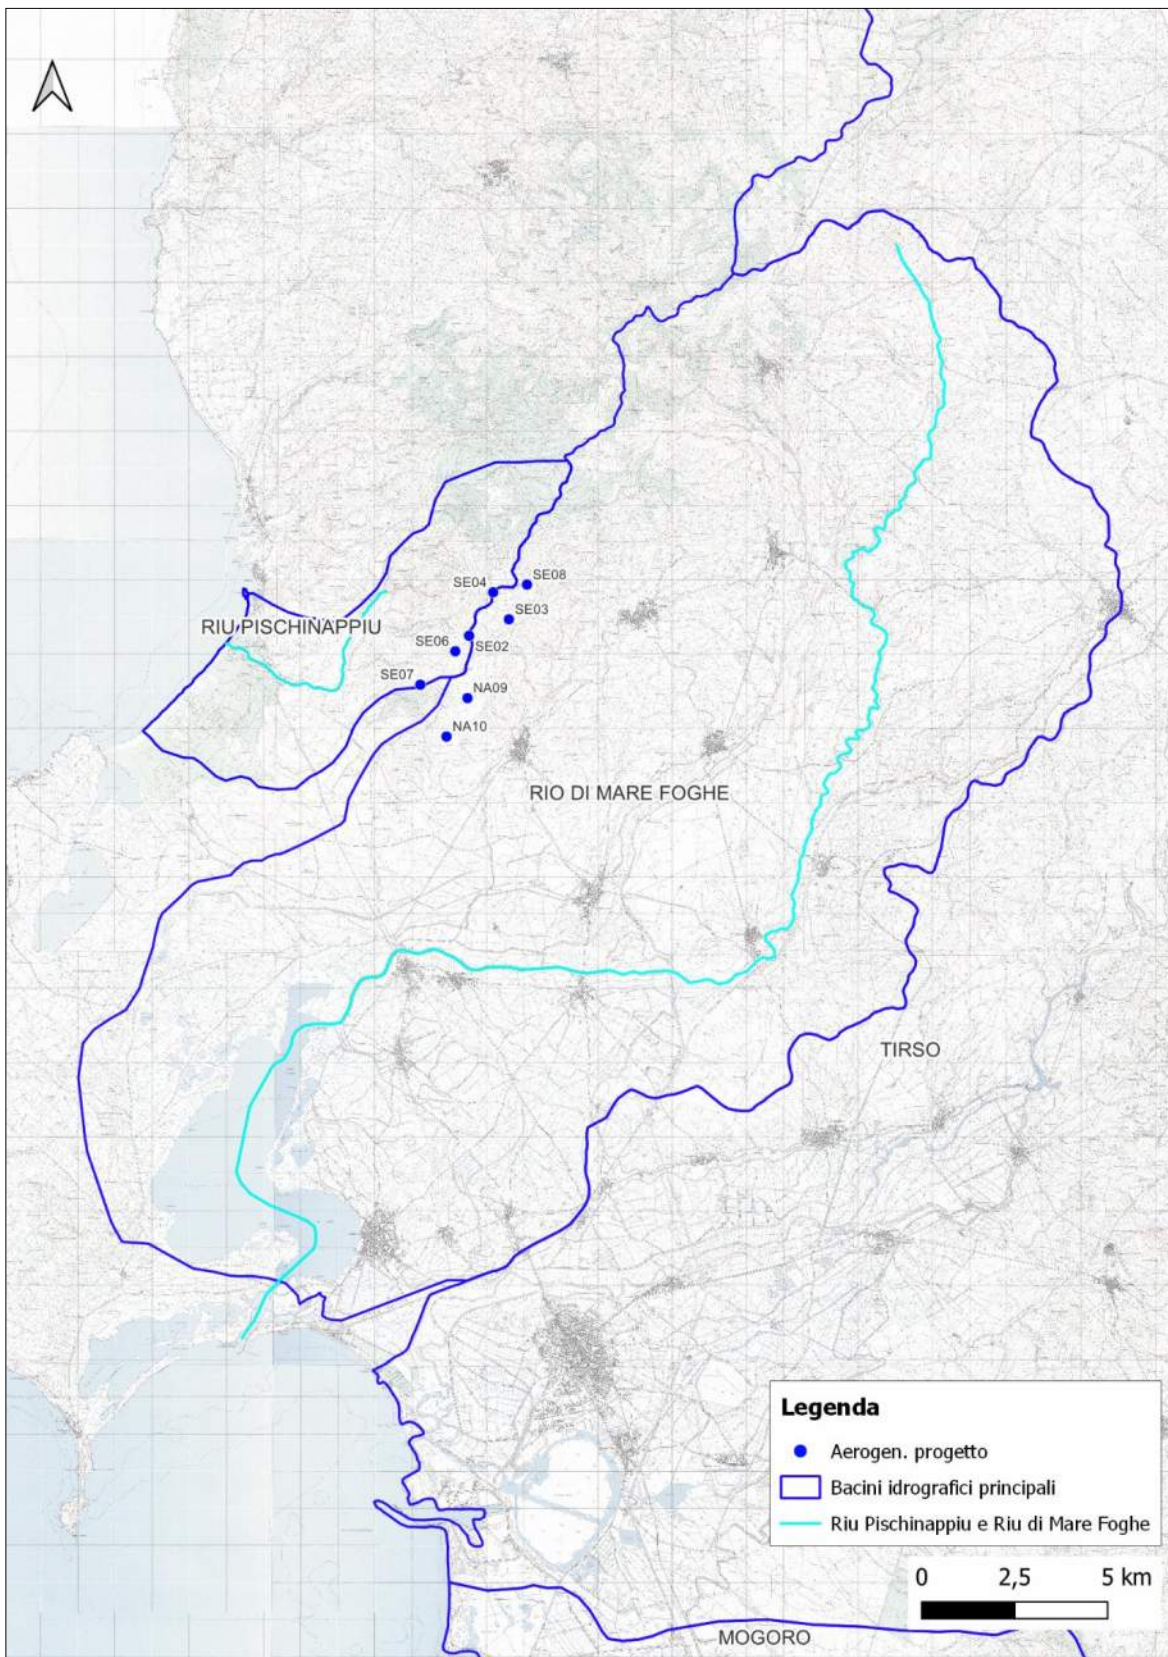 SE04
SE08
SE03
RIU PISCHINAPPIU
SE06
SE02
SE07
NA09
NA10
RIO DI MARE FOGHE
TIRSO
Legenda
Aerogen. progetto
Bacini idrografici principali
Riu Pischinappiu e Riu di Mare Foghe
0 2,5 5 km
MOGORO